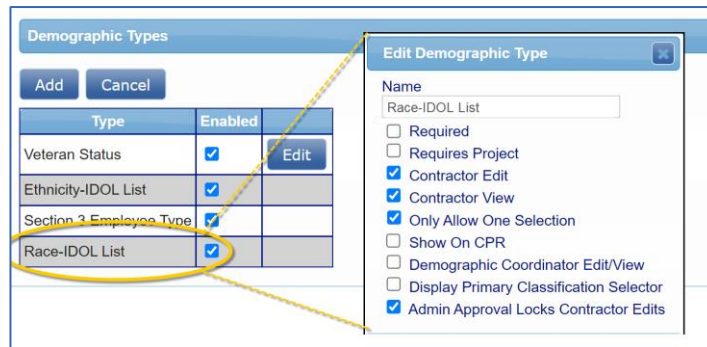 Demographic Types
Add Cancel
Type Enabled
Veteran Status Edit
Ethnicity-IDOL List
Section 3 Employee Type
Race-IDOL List
Edit Demographic Type
Name
Race-IDOL List
Required
Requires Project
Contractor Edit
Contractor View
Only Allow One Selection
Show On CPR
Demographic Coordinator Edit/View
Display Primary Classification Selector
Admin Approval Locks Contractor Edits